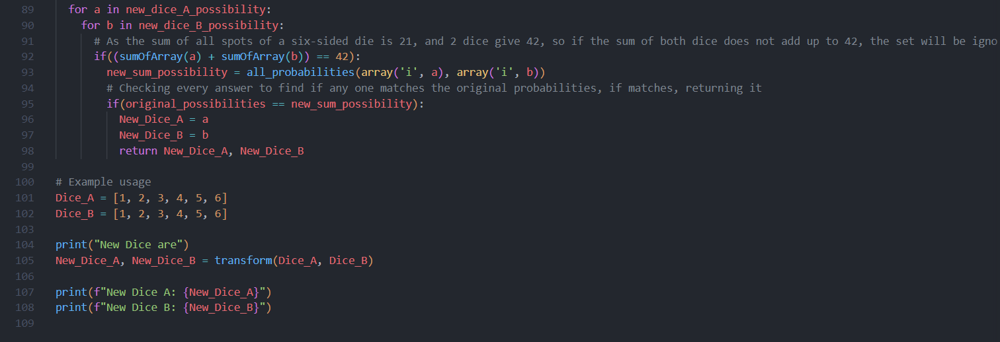 89 for a in new_dice_A_possibility:
90 for b in new_dice_B_possibility:
91 # As the sum of all spots of a six-sided die is 21, and 2 dice give 42, so if the sum of both dice does not add up to 42, the set will be igno
92 if((sumOfArray(a) + sumOfArray(b)) == 42):
93 new_sum_possibility = all_probabilities(array('i', a), array('i', b))
94 # Checking every answer to find if any one matches the original probabilities, if matches, returning it
95 if(original_possibilities == new_sum_possibility):
96 New_Dice_A = a
97 New_Dice_B = b
98 return New_Dice_A, New_Dice_B
99
100 # Example usage
101 Dice_A = [1, 2, 3, 4, 5, 6]
102 Dice_B = [1, 2, 3, 4, 5, 6]
103
104 print("New Dice are")
105 New_Dice_A, New_Dice_B = transform(Dice_A, Dice_B)
106
107 print(f"New Dice A: {New_Dice_A}")
108 print(f"New Dice B: {New_Dice_B}")
109